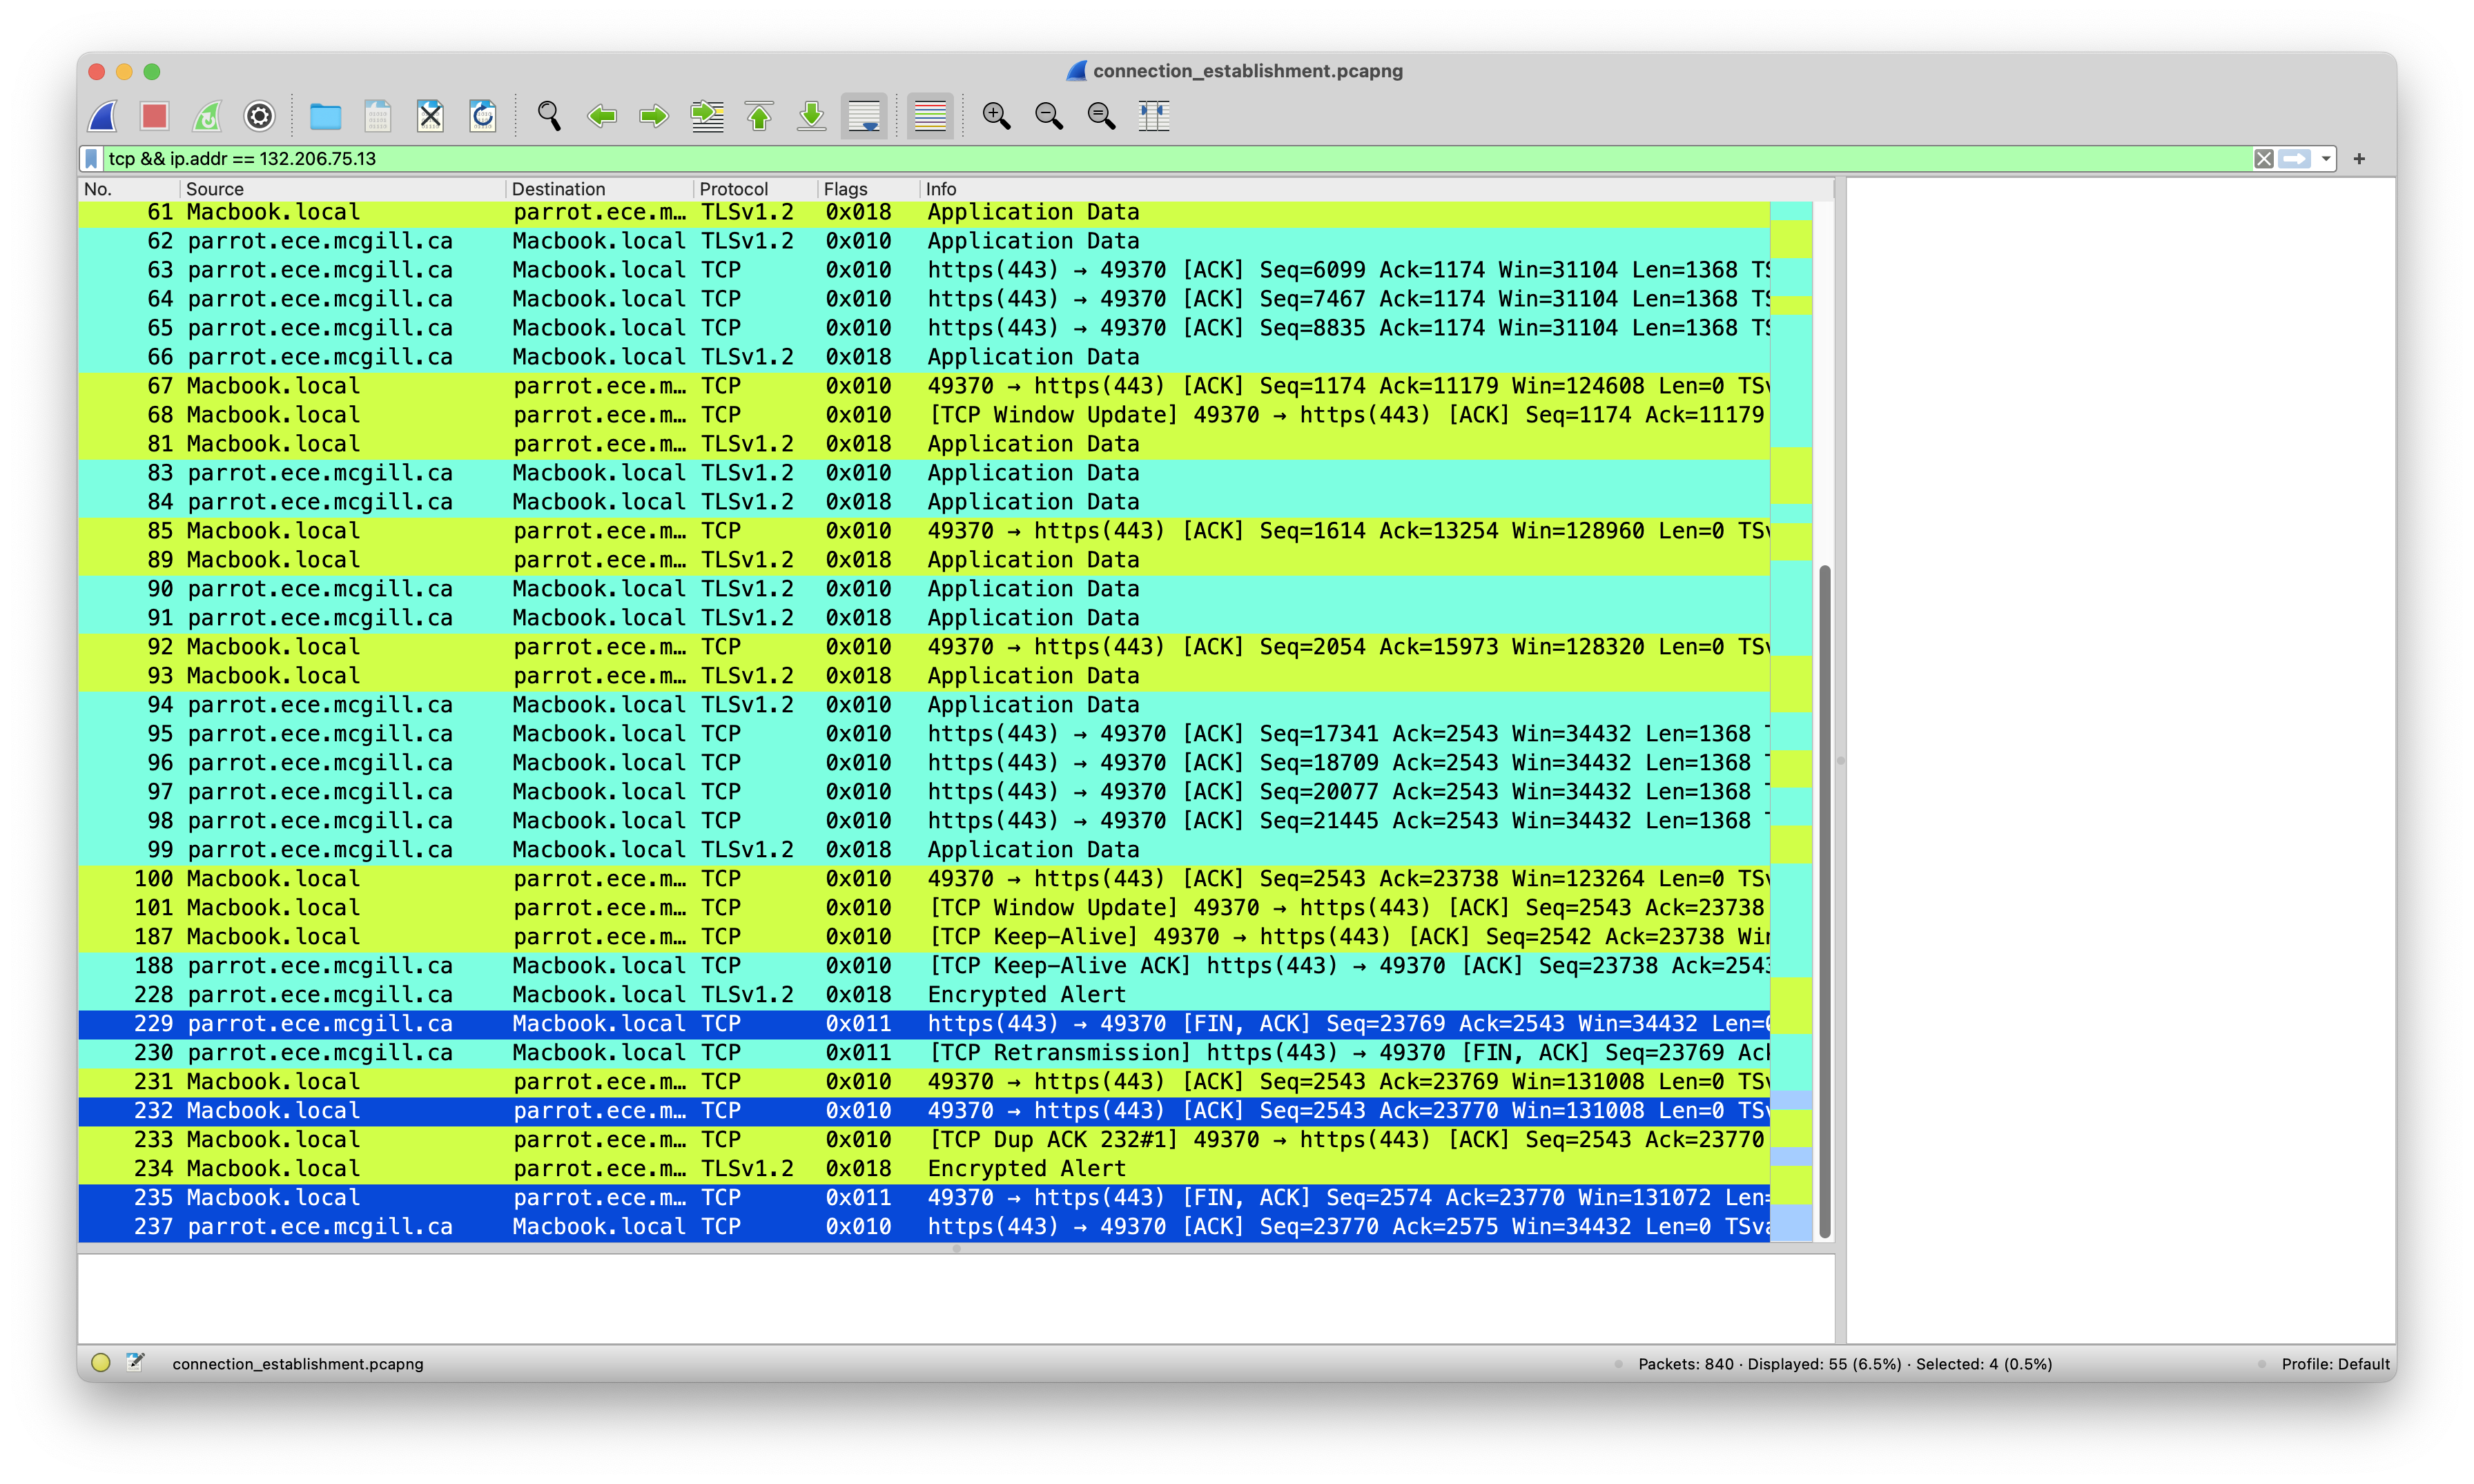 connection_establishment.pcapng
tcp && ip.addr == 132.206.75.13
No. Source Destination Protocol Flags Info
61 Macbook.local parrot.ece.m… TLSv1.2 0x018 Application Data
62 parrot.ece.mcgill.ca Macbook.local TLSv1.2 0x010 Application Data
63 parrot.ece.mcgill.ca Macbook.local TCP 0x010 https(443) → 49370 [ACK] Seq=6099 Ack=1174 Win=31104 Len=1368 TS
64 parrot.ece.mcgill.ca Macbook.local TCP 0x010 https(443) → 49370 [ACK] Seq=7467 Ack=1174 Win=31104 Len=1368 TS
65 parrot.ece.mcgill.ca Macbook.local TCP 0x010 https(443) → 49370 [ACK] Seq=8835 Ack=1174 Win=31104 Len=1368 TS
66 parrot.ece.mcgill.ca Macbook.local TLSv1.2 0x018 Application Data
67 Macbook.local parrot.ece.m… TCP 0x010 49370 → https(443) [ACK] Seq=1174 Ack=11179 Win=124608 Len=0 TSv
68 Macbook.local parrot.ece.m… TCP 0x010 [TCP Window Update] 49370 → https(443) [ACK] Seq=1174 Ack=11179
81 Macbook.local parrot.ece.m… TLSv1.2 0x018 Application Data
83 parrot.ece.mcgill.ca Macbook.local TLSv1.2 0x010 Application Data
84 parrot.ece.mcgill.ca Macbook.local TLSv1.2 0x018 Application Data
85 Macbook.local parrot.ece.m… TCP 0x010 49370 → https(443) [ACK] Seq=1614 Ack=13254 Win=128960 Len=0 TSv
89 Macbook.local parrot.ece.m… TLSv1.2 0x018 Application Data
90 parrot.ece.mcgill.ca Macbook.local TLSv1.2 0x010 Application Data
91 parrot.ece.mcgill.ca Macbook.local TLSv1.2 0x018 Application Data
92 Macbook.local parrot.ece.m… TCP 0x010 49370 → https(443) [ACK] Seq=2054 Ack=15973 Win=128320 Len=0 TSv
93 Macbook.local parrot.ece.m… TLSv1.2 0x018 Application Data
94 parrot.ece.mcgill.ca Macbook.local TLSv1.2 0x010 Application Data
95 parrot.ece.mcgill.ca Macbook.local TCP 0x010 https(443) → 49370 [ACK] Seq=17341 Ack=2543 Win=34432 Len=1368 T
96 parrot.ece.mcgill.ca Macbook.local TCP 0x010 https(443) → 49370 [ACK] Seq=18709 Ack=2543 Win=34432 Len=1368 T
97 parrot.ece.mcgill.ca Macbook.local TCP 0x010 https(443) → 49370 [ACK] Seq=20077 Ack=2543 Win=34432 Len=1368 T
98 parrot.ece.mcgill.ca Macbook.local TCP 0x010 https(443) → 49370 [ACK] Seq=21445 Ack=2543 Win=34432 Len=1368 T
99 parrot.ece.mcgill.ca Macbook.local TLSv1.2 0x018 Application Data
100 Macbook.local parrot.ece.m… TCP 0x010 49370 → https(443) [ACK] Seq=2543 Ack=23738 Win=123264 Len=0 TSv
101 Macbook.local parrot.ece.m… TCP 0x010 [TCP Window Update] 49370 → https(443) [ACK] Seq=2543 Ack=23738
187 Macbook.local parrot.ece.m… TCP 0x010 [TCP Keep-Alive] 49370 → https(443) [ACK] Seq=2542 Ack=23738 Win
188 parrot.ece.mcgill.ca Macbook.local TCP 0x010 [TCP Keep-Alive ACK] https(443) → 49370 [ACK] Seq=23738 Ack=2543
228 parrot.ece.mcgill.ca Macbook.local TLSv1.2 0x018 Encrypted Alert
229 parrot.ece.mcgill.ca Macbook.local TCP 0x011 https(443) → 49370 [FIN, ACK] Seq=23769 Ack=2543 Win=34432 Len=0
230 parrot.ece.mcgill.ca Macbook.local TCP 0x011 [TCP Retransmission] https(443) → 49370 [FIN, ACK] Seq=23769 Ack
231 Macbook.local parrot.ece.m… TCP 0x010 49370 → https(443) [ACK] Seq=2543 Ack=23769 Win=131008 Len=0 TSv
232 Macbook.local parrot.ece.m… TCP 0x010 49370 → https(443) [ACK] Seq=2543 Ack=23770 Win=131008 Len=0 TSv
233 Macbook.local parrot.ece.m… TCP 0x010 [TCP Dup ACK 232#1] 49370 → https(443) [ACK] Seq=2543 Ack=23770
234 Macbook.local parrot.ece.m… TLSv1.2 0x018 Encrypted Alert
235 Macbook.local parrot.ece.m… TCP 0x011 49370 → https(443) [FIN, ACK] Seq=2574 Ack=23770 Win=131072 Len=
237 parrot.ece.mcgill.ca Macbook.local TCP 0x010 https(443) → 49370 [ACK] Seq=23770 Ack=2575 Win=34432 Len=0 TSva
connection_establishment.pcapng Packets: 840 · Displayed: 55 (6.5%) · Selected: 4 (0.5%) Profile: Default